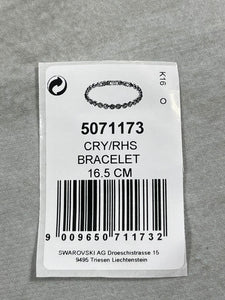 K16 O
5071173
CRY/RHS
BRACELET
16.5 CM
9 009650 711732
SWAROVSKI AG Droeschistrasse 15
9495 Triesen Liechtenstein